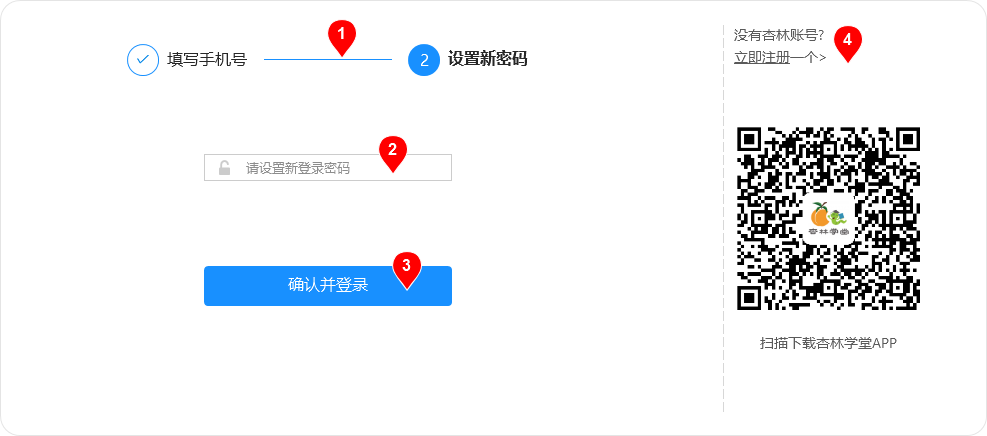 1
填写手机号
2
设置新密码
2
请设置新登录密码
3
确认并登录
没有杏林账号?
4
立即注册一个>
杏林学堂
扫描下载杏林学堂APP